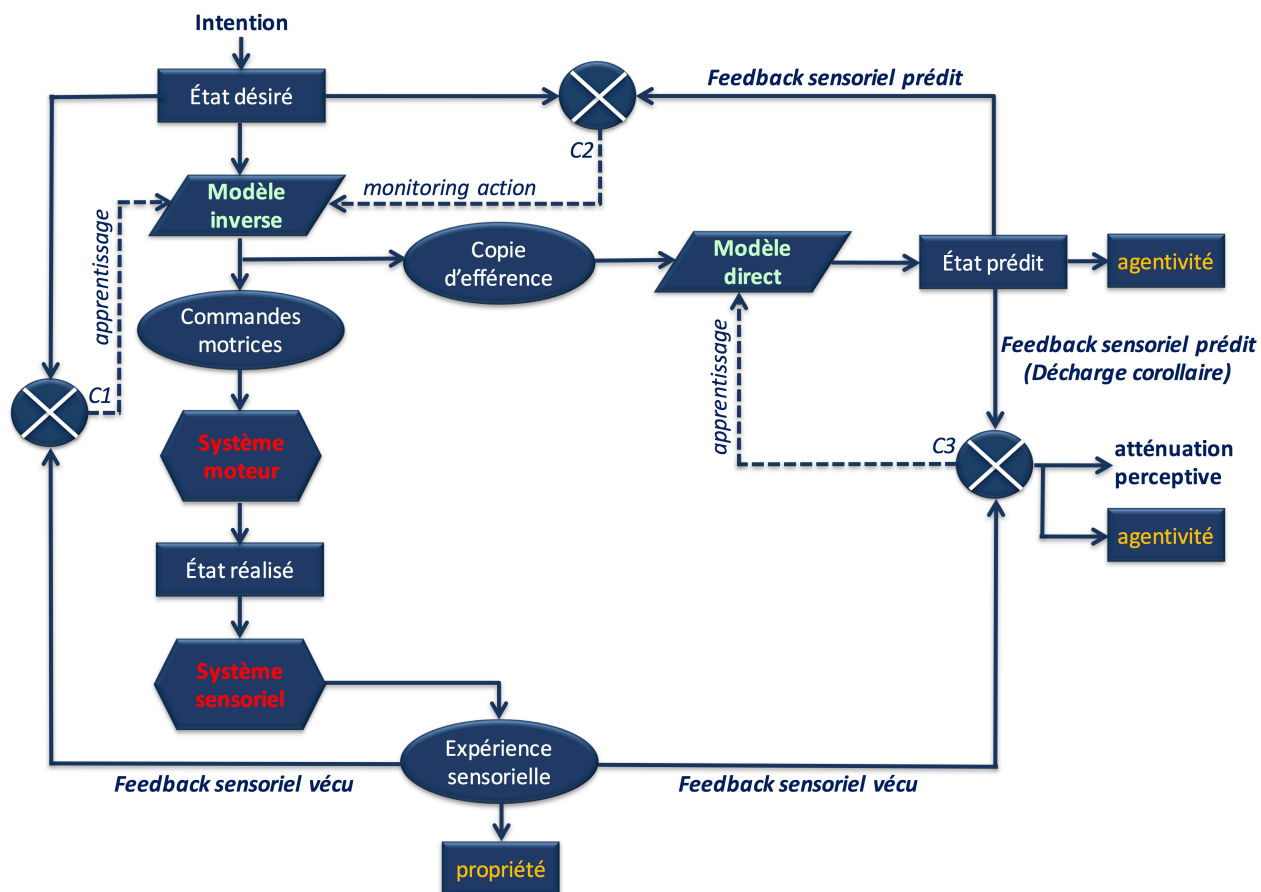 Intention
État désiré
Feedback sensoriel prédit
C2
Modèle
inverse
monitoring action
apprentissage
Copie
d’efférence
Modèle
direct
État prédit
agentivité
Commandes
motrices
Feedback sensoriel prédit
(Décharge corollaire)
apprentissage
C1
Système
moteur
C3
atténuation
perceptive
agentivité
État réalisé
Système
sensoriel
Expérience
sensorielle
Feedback sensoriel vécu
Feedback sensoriel vécu
propriété